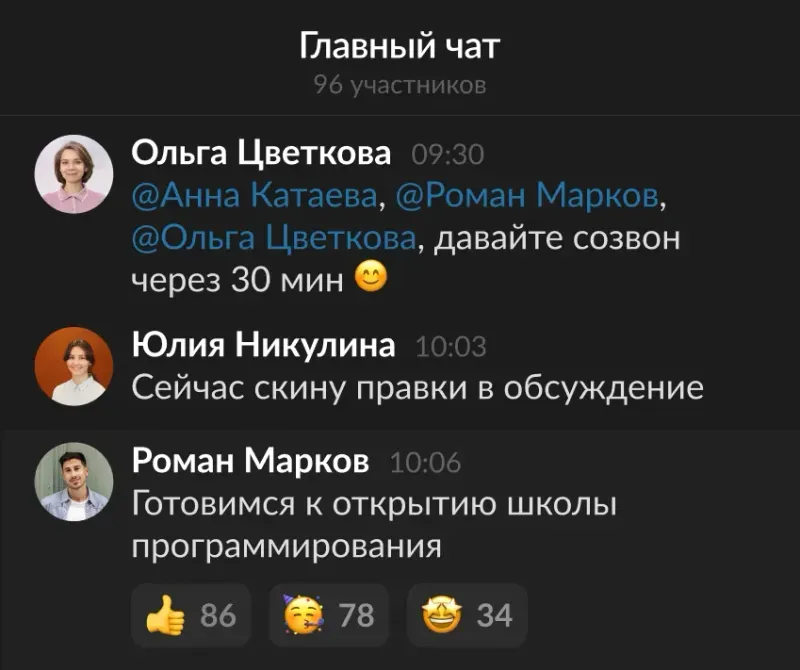 Главный чат
96 участников
Ольга Цветкова 09:30
@Анна Катаева, @Роман Марков,
@Ольга Цветкова, давайте созвон
через 30 мин 😊
Юлия Никулина 10:03
Сейчас скину правки в обсуждение
Роман Марков 10:06
Готовимся к открытию школы
программирования
👍 86 🥳 78 🤩 34